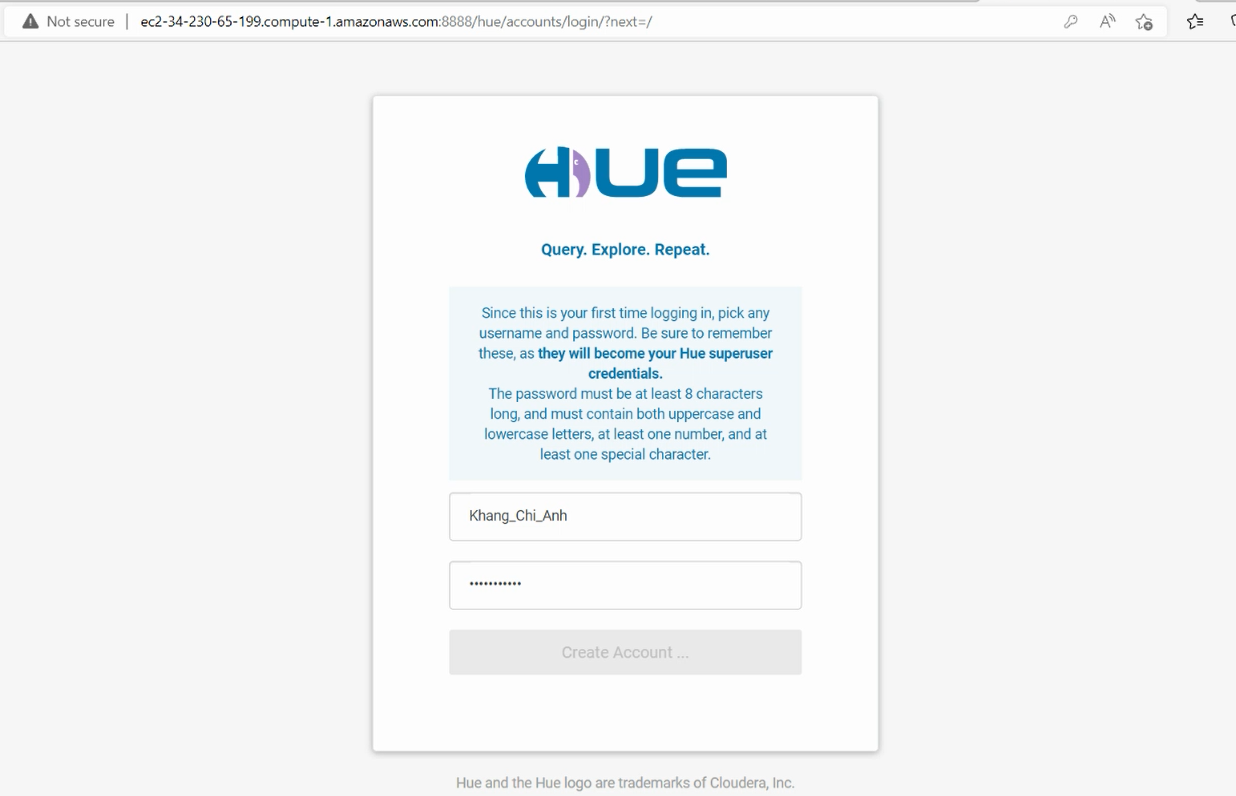 Not secure | ec2-34-230-65-199.compute-1.amazonaws.com:8888/hue/accounts/login/?next=/
HUE
Query. Explore. Repeat.
Since this is your first time logging in, pick any
username and password. Be sure to remember
these, as they will become your Hue superuser
credentials.
The password must be at least 8 characters
long, and must contain both uppercase and
lowercase letters, at least one number, and at
least one special character.
Khang_Chi_Anh
•••••••••••
Create Account ...
Hue and the Hue logo are trademarks of Cloudera, Inc.